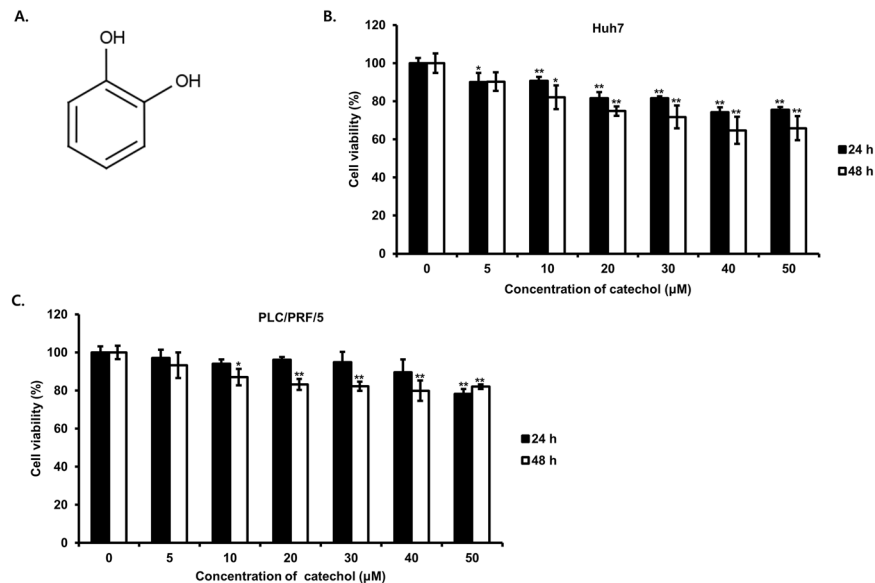 A.
OH
OH
B.
Huh7
120
100
80
60
40
20
0
Cell viability (%)
* ** * ** ** ** ** ** ** ** **
0 5 10 20 30 40 50
Concentration of catechol (µM)
24 h
48 h
C.
PLC/PRF/5
120
100
80
60
40
20
0
Cell viability (%)
* ** ** ** ** **
0 5 10 20 30 40 50
Concentration of catechol (µM)
24 h
48 h